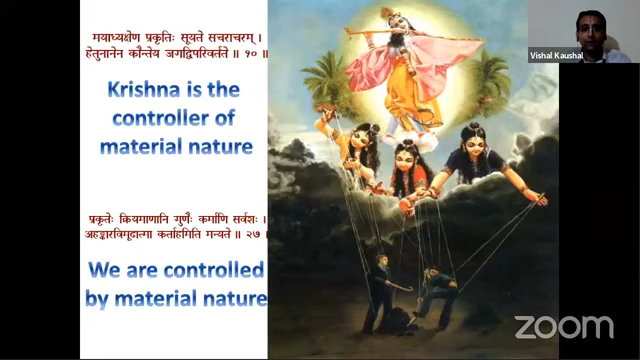 मयाध्यक्षेण प्रकृतिः सूयते सचराचरम् ।
हेतुनानेन कौन्तेय जगद्विपरिवर्तते ॥ १० ॥
Krishna is the
controller of
material nature
प्रकृतेः क्रियमाणानि गुणैः कर्माणि सर्वशः ।
अहङ्कारविमूढात्मा कर्ताहमिति मन्यते ॥ २७ ॥
We are controlled
by material nature
Vishal Kaushal
zoom